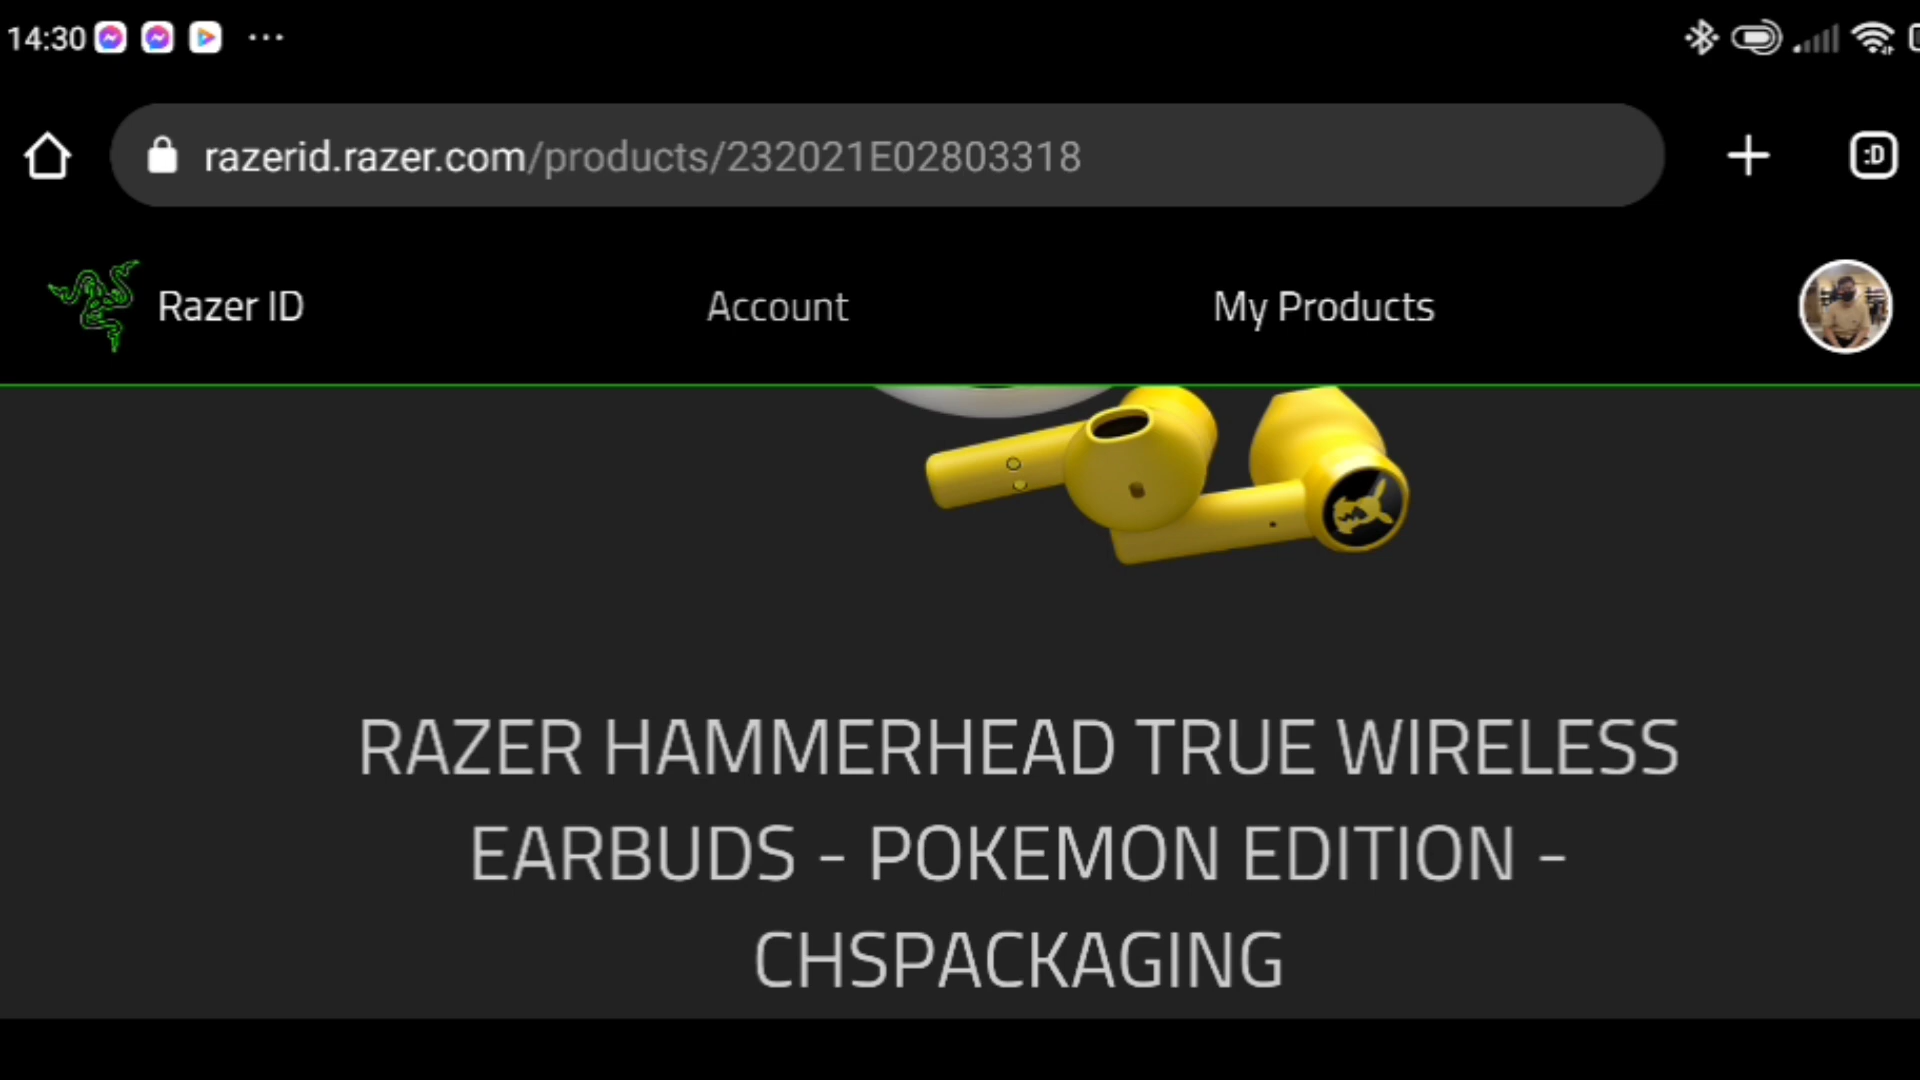 14:30
razerid.razer.com/products/232021E02803318
:D
Razer ID
Account
My Products
RAZER HAMMERHEAD TRUE WIRELESS
EARBUDS - POKEMON EDITION -
CHSPACKAGING